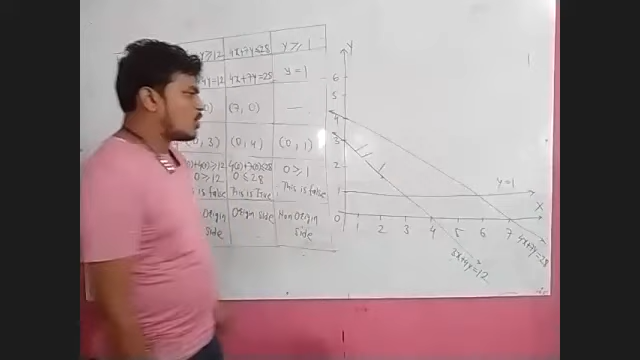 y≥12 4x+7y≤28 y≥1
4y=12 4x+7y=28 y=1
(7,0) —
0,3) (0,4) (0,1)
≥12 4(0)+7(0)≤28 0≥1
0≥12 0≤28 This is false
This is false This is True
Origin Origin Side Non Origin
Side Side
Y
6
5
4
3
2
1
0
1 2 3 4 5 6 7
X
y=1
4x+7y=28
3x+4y=12